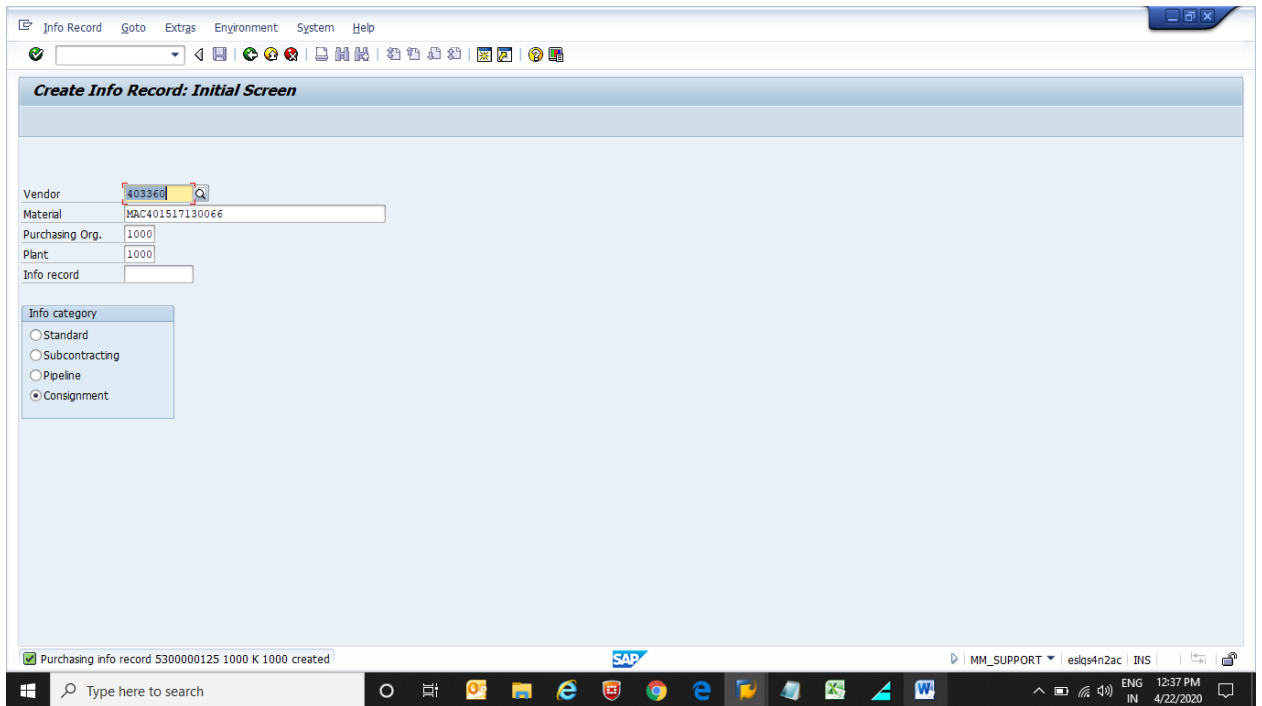 Info Record Goto Extras Environment System Help
Create Info Record: Initial Screen
Vendor 403360
Material MAC401517130066
Purchasing Org. 1000
Plant 1000
Info record
Info category
Standard
Subcontracting
Pipeline
Consignment
Purchasing info record 5300000125 1000 K 1000 created
SAP
MM_SUPPORT eslqs4n2ac INS
Type here to search
ENG
IN
12:37 PM
4/22/2020